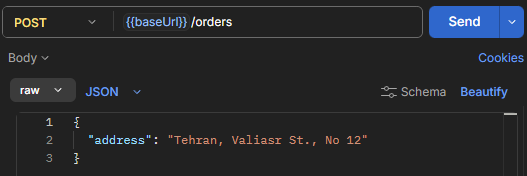 POST {{baseUrl}} /orders Send
Body Cookies
raw JSON Schema Beautify
1 {
2 "address": "Tehran, Valiasr St., No 12"
3 }